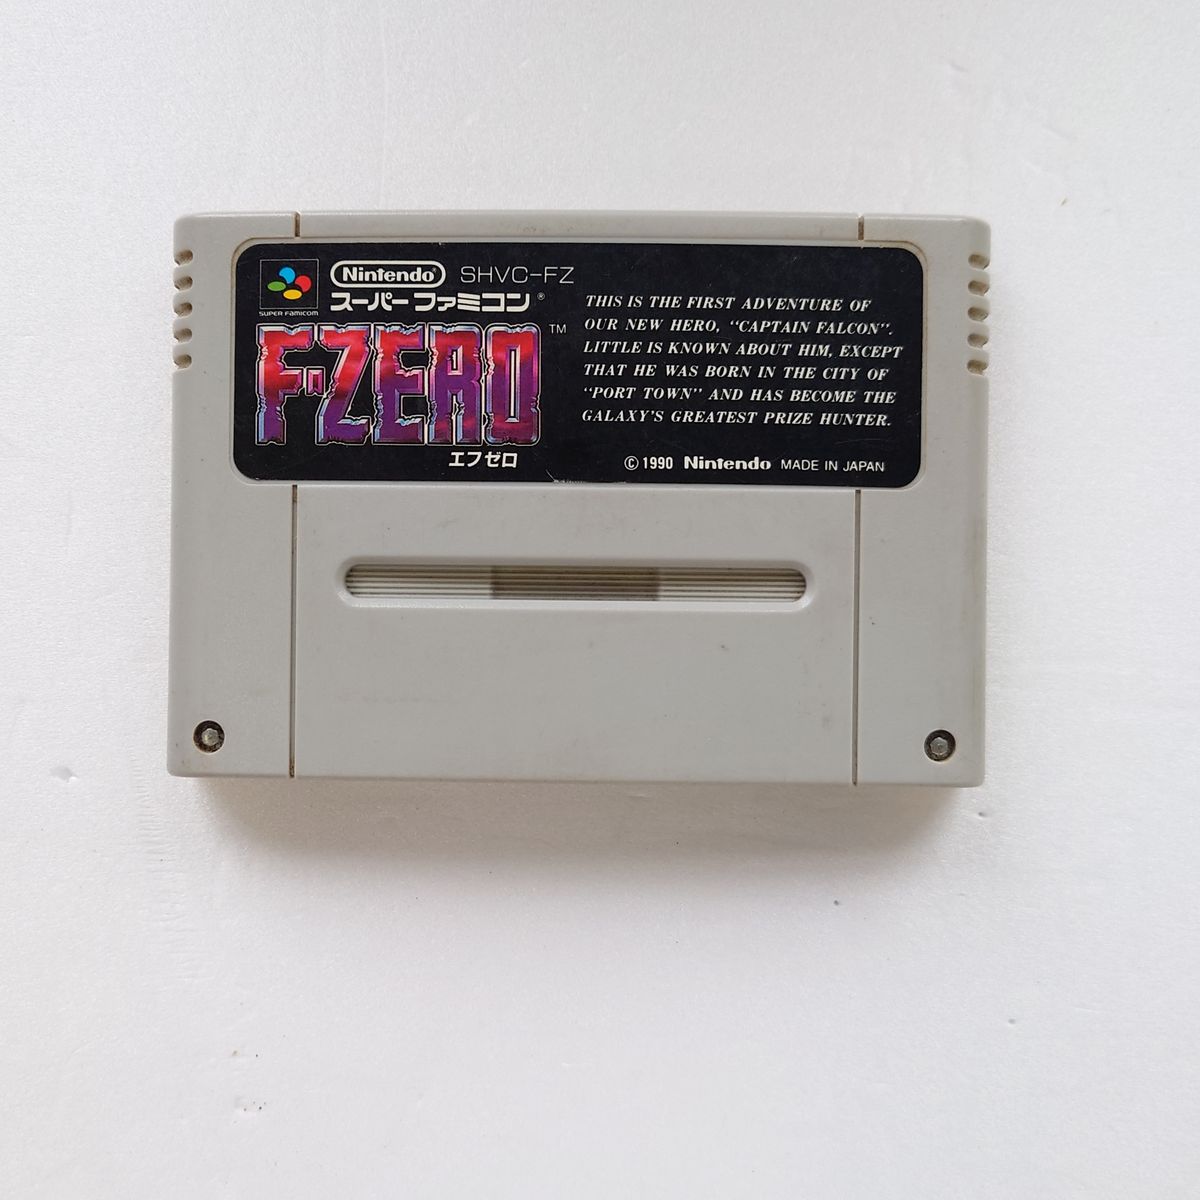 Nintendo® SHVC-FZ
スーパーファミコン®
SUPER FAMICOM
F-ZERO™
エフゼロ
THIS IS THE FIRST ADVENTURE OF
OUR NEW HERO, "CAPTAIN FALCON".
LITTLE IS KNOWN ABOUT HIM, EXCEPT
THAT HE WAS BORN IN THE CITY OF
"PORT TOWN" AND HAS BECOME THE
GALAXY'S GREATEST PRIZE HUNTER.
© 1990 Nintendo MADE IN JAPAN